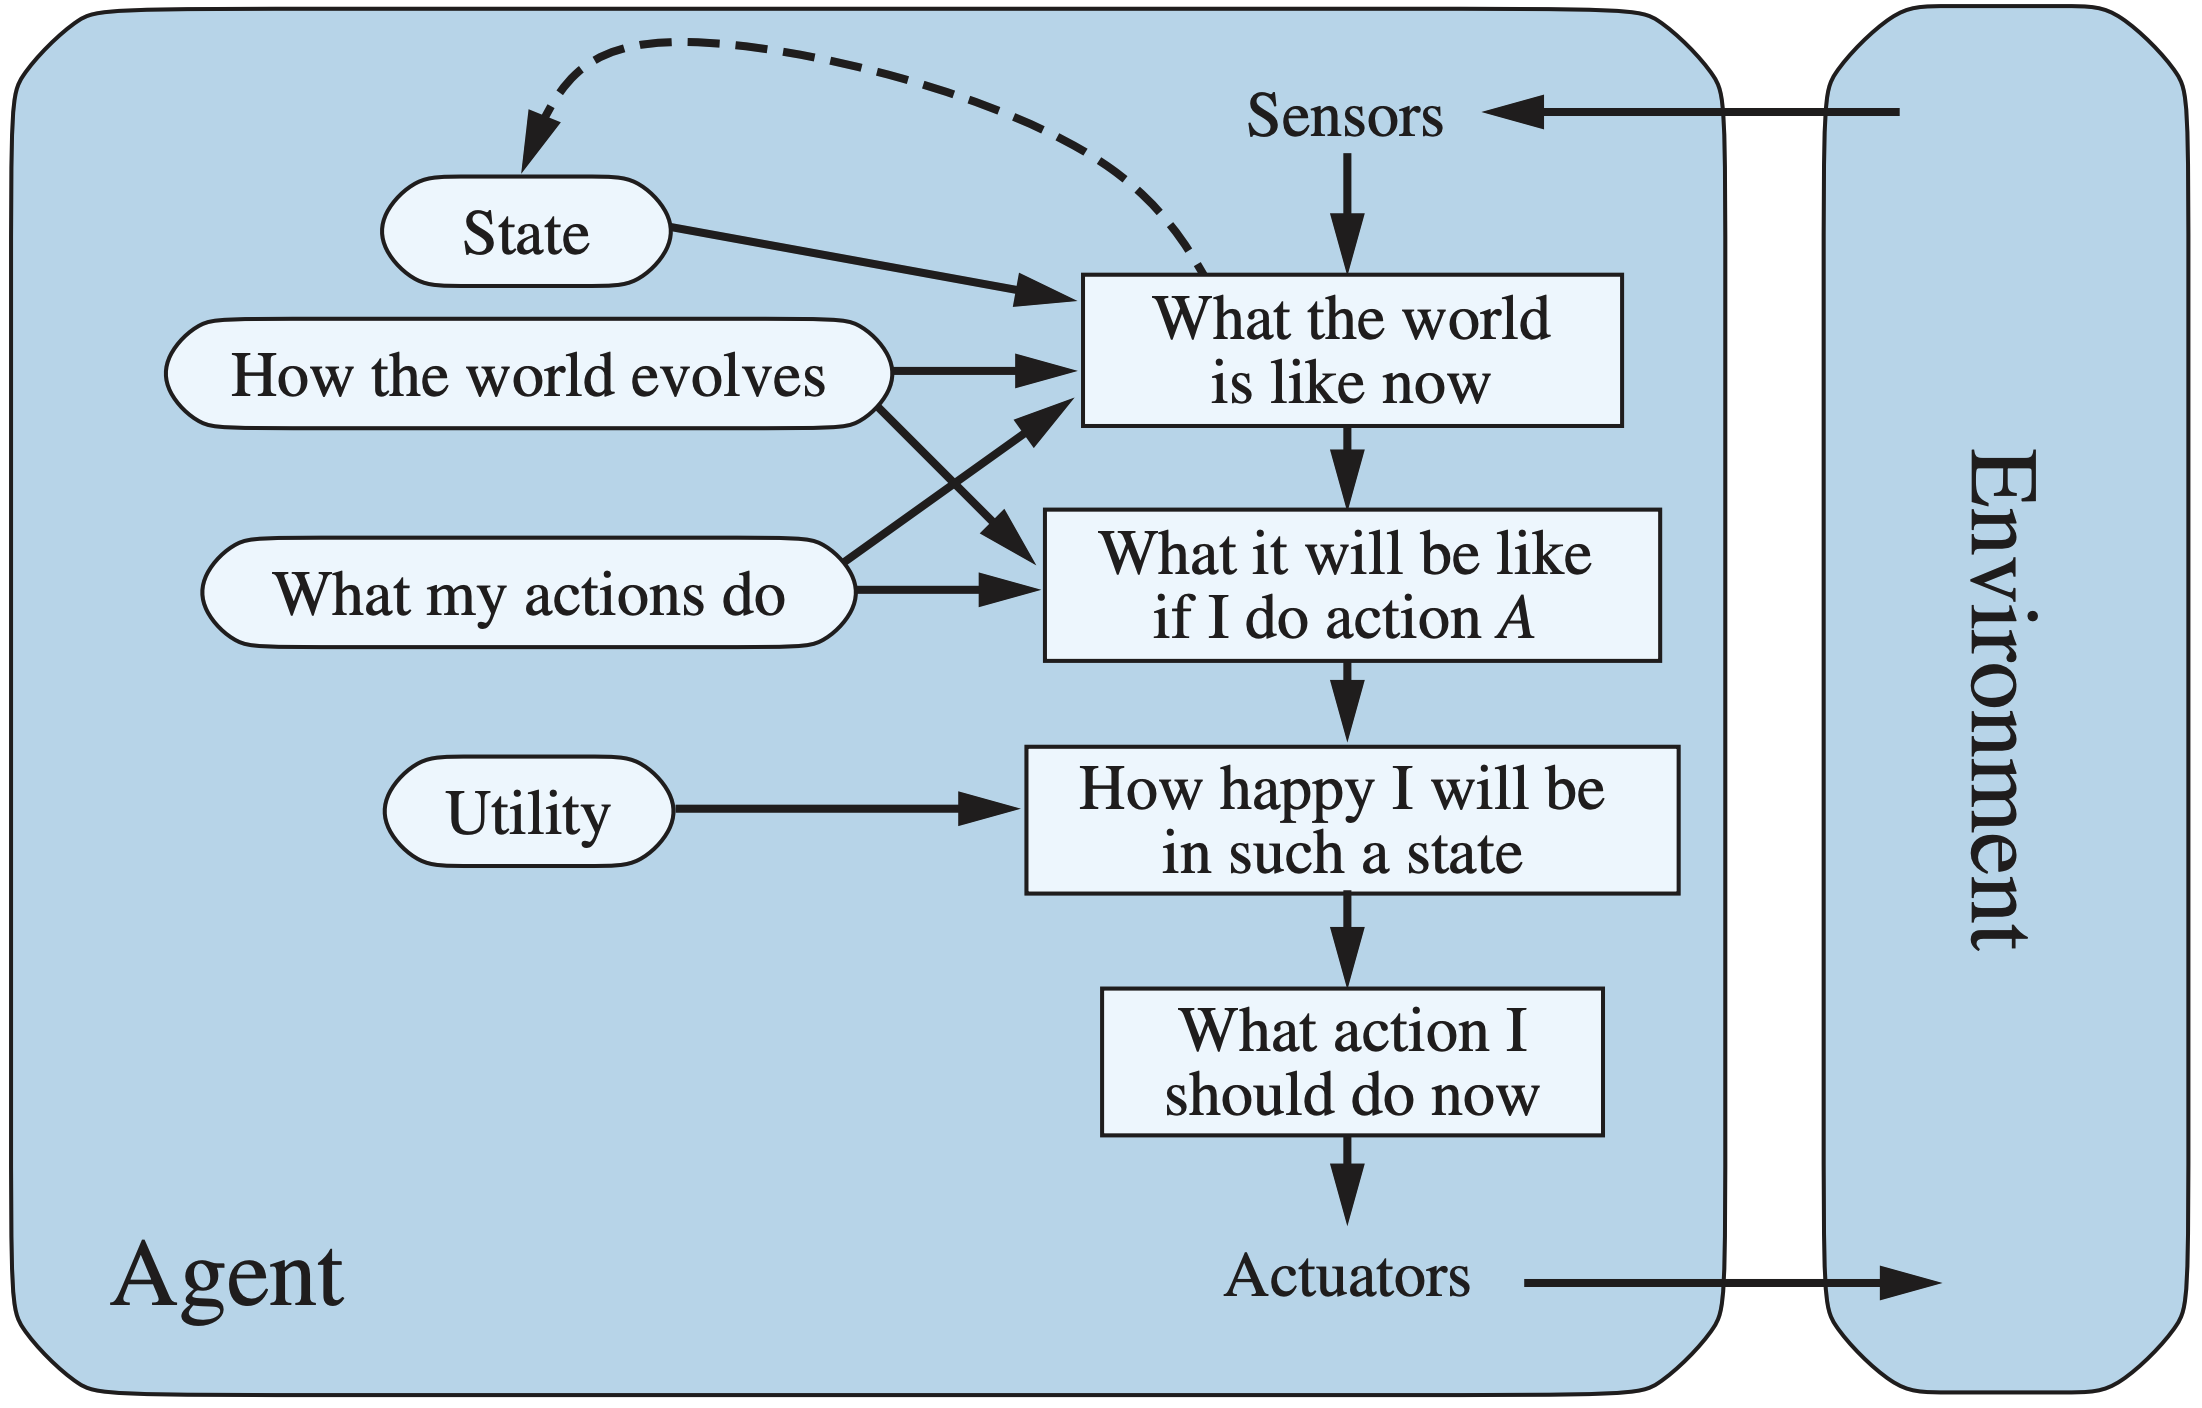 Sensors
State
What the world
is like now
How the world evolves
What it will be like
if I do action A
What my actions do
How happy I will be
in such a state
Utility
What action I
should do now
Agent
Actuators
Environment